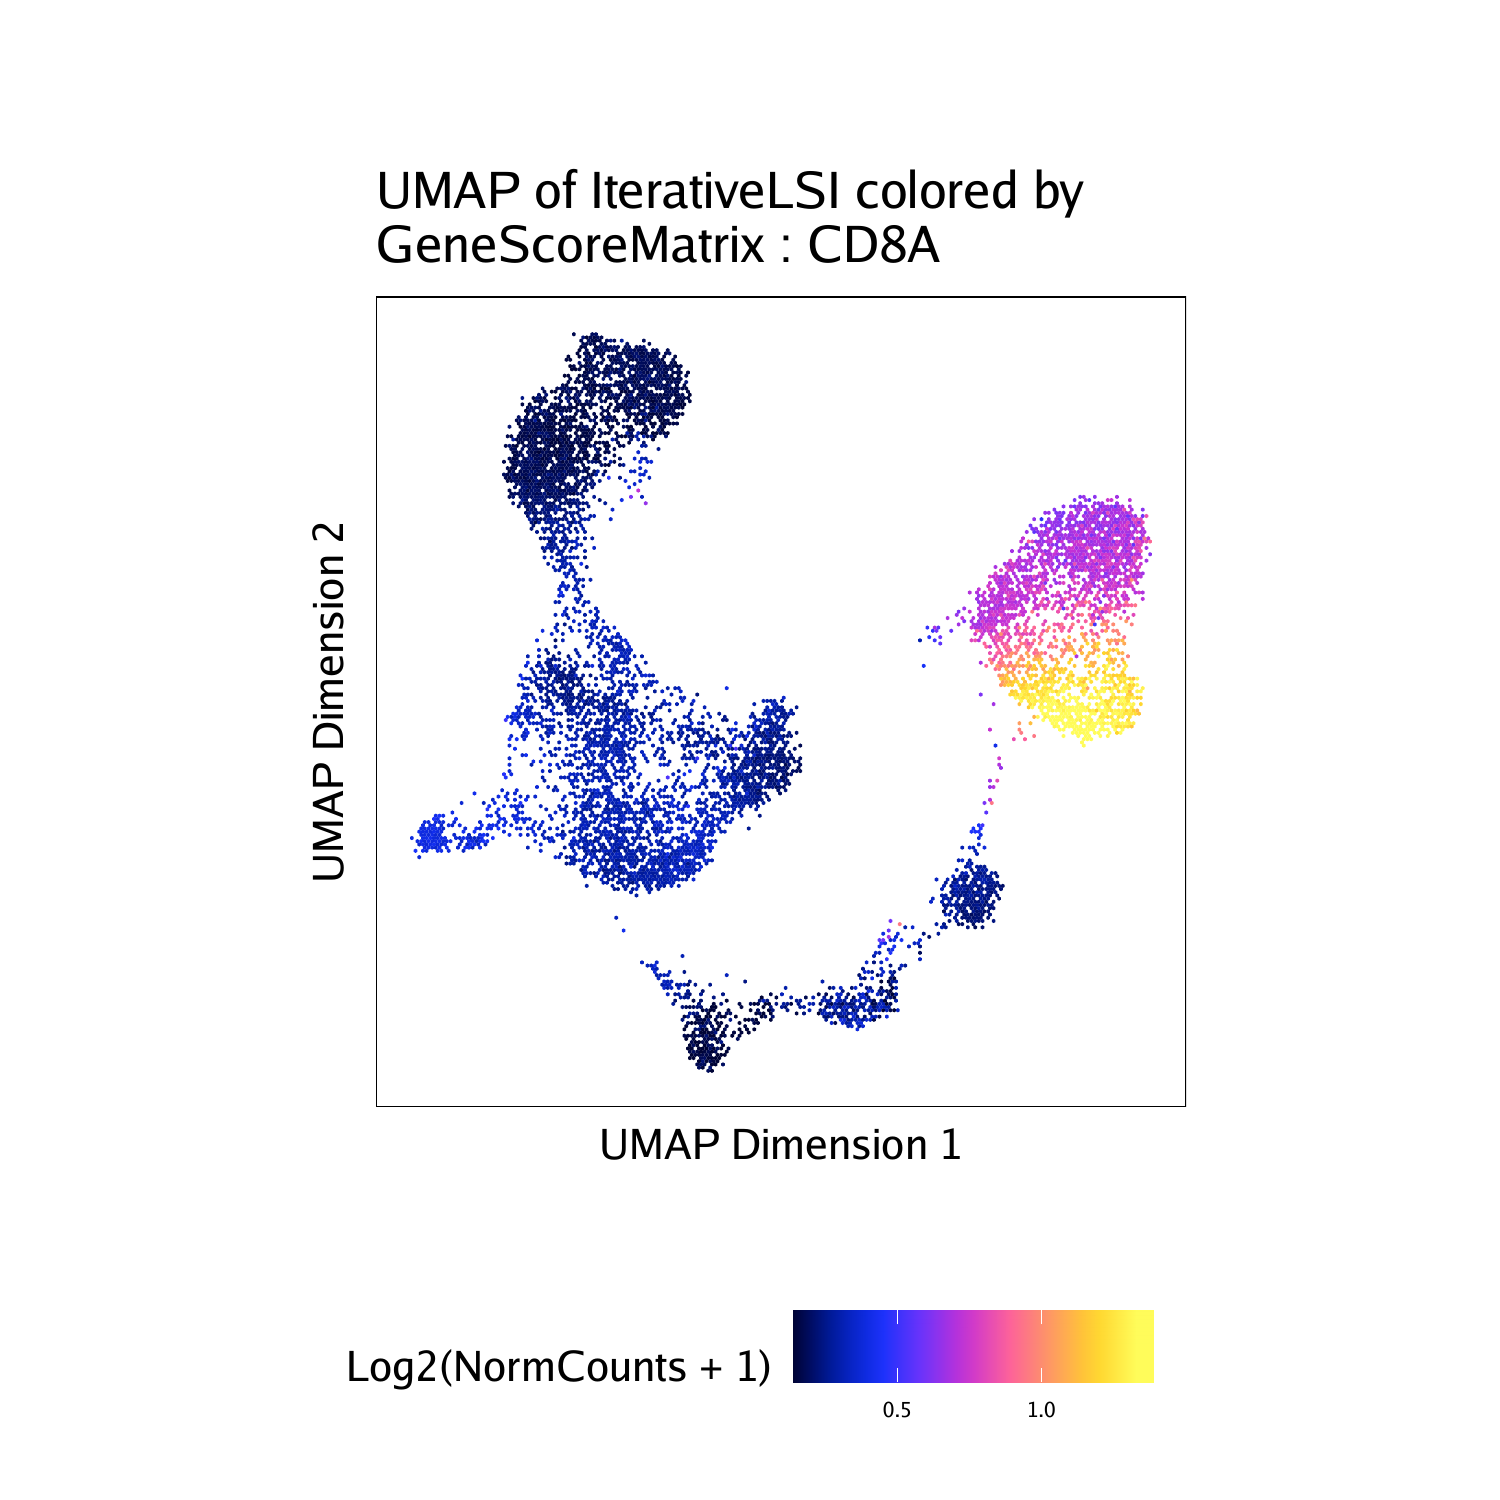 UMAP of IterativeLSI colored by
GeneScoreMatrix : CD8A
UMAP Dimension 2
UMAP Dimension 1
Log2(NormCounts + 1)
0.5 1.0